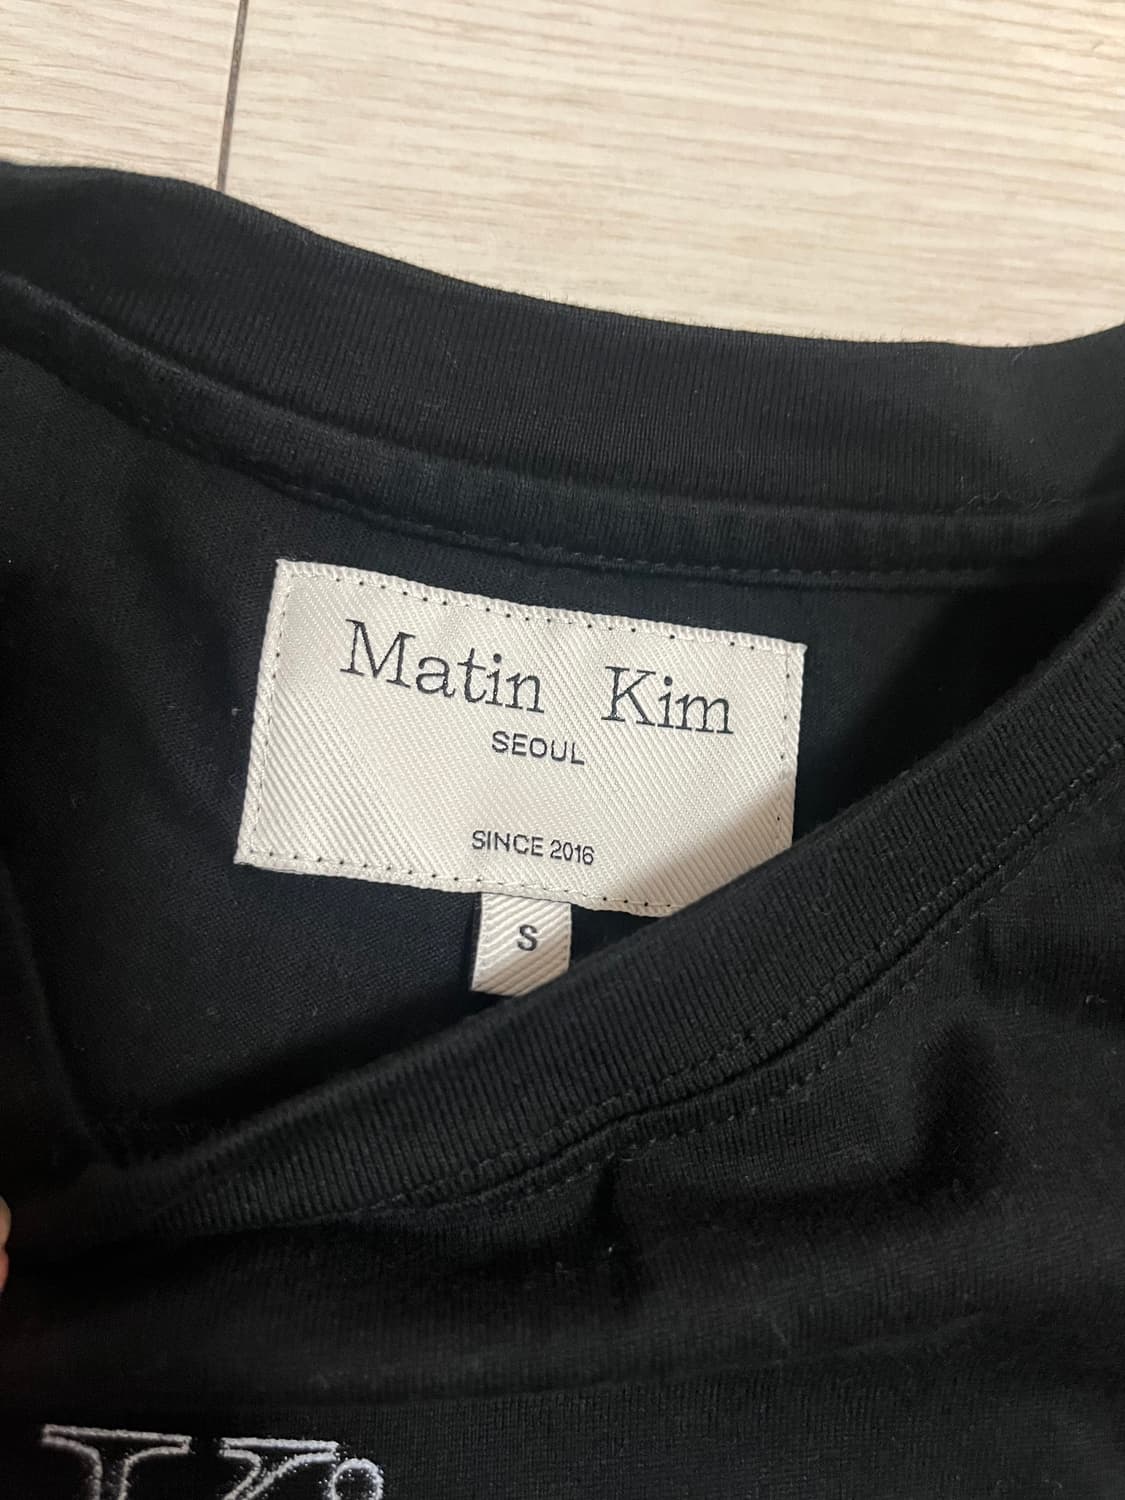 Matin Kim
SEOUL
SINCE 2016
S